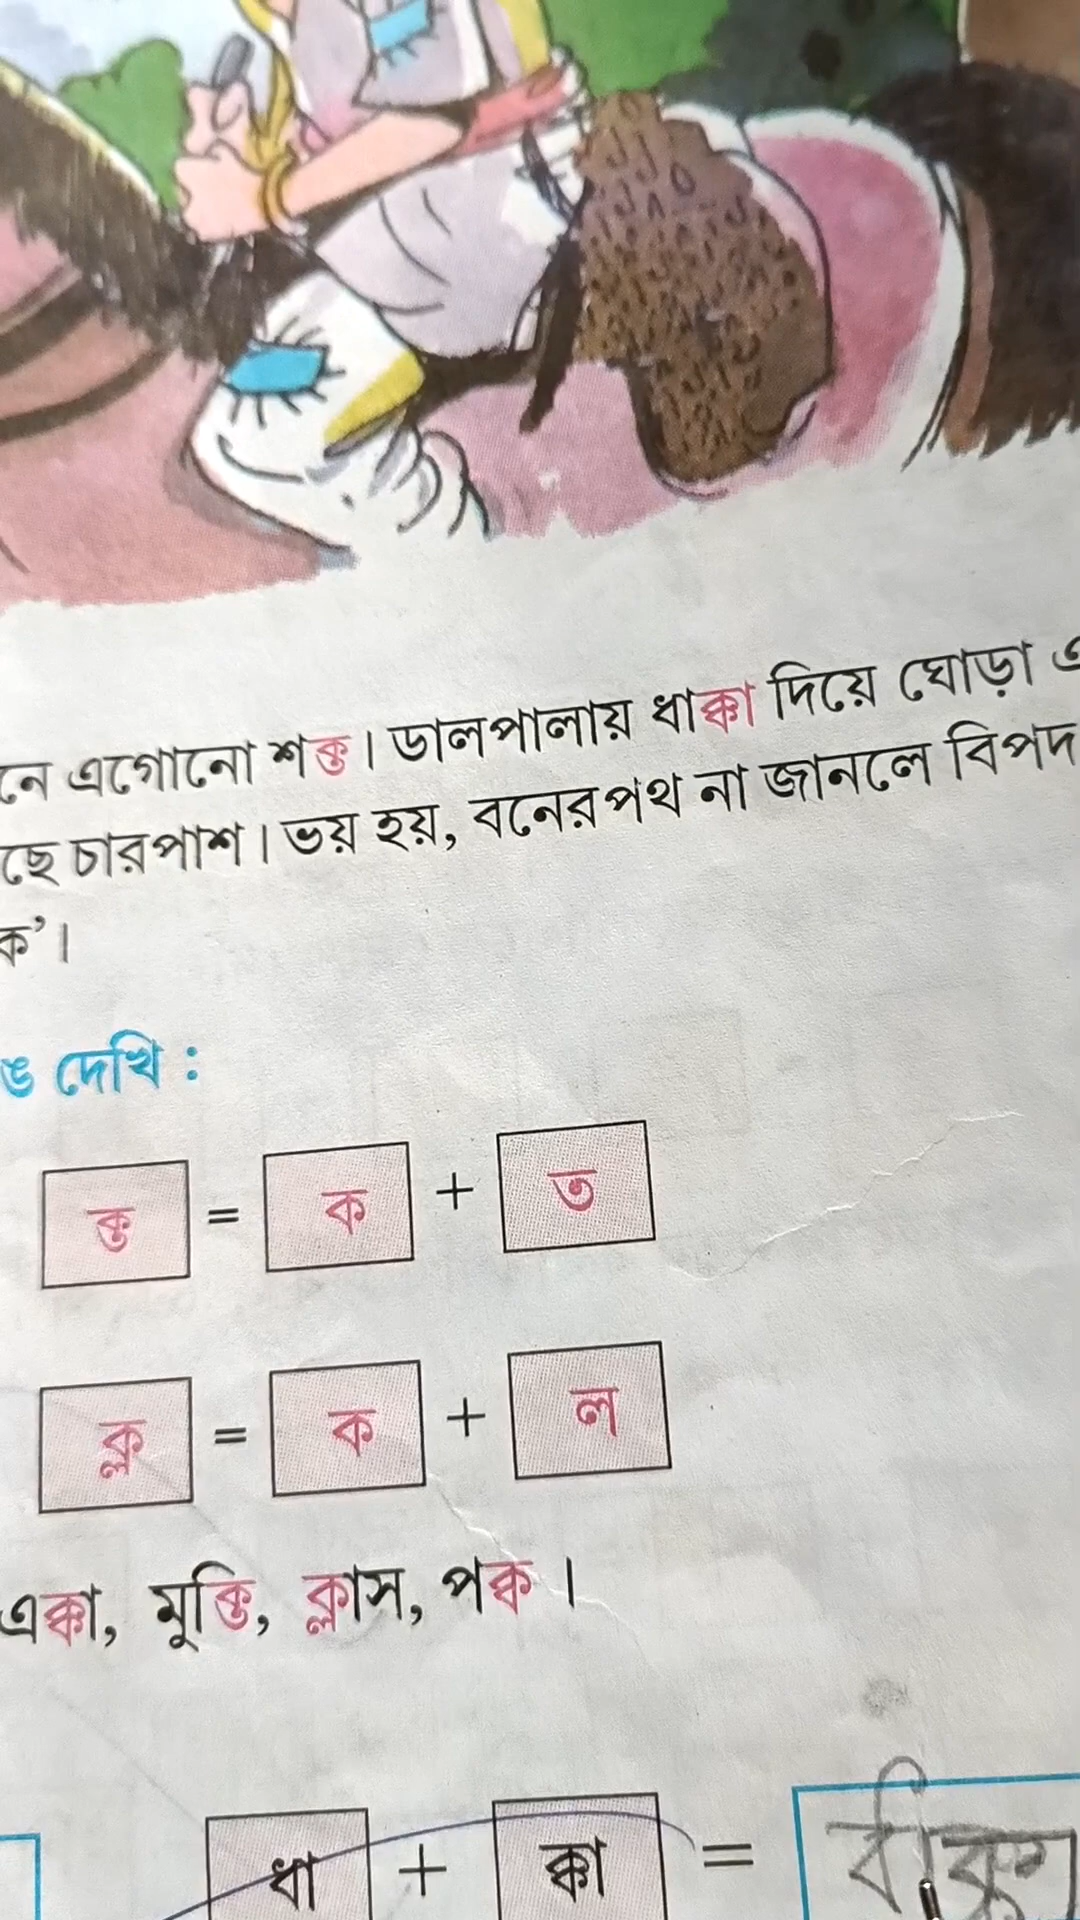 নে এগোনো শক্ত। ডালপালায় ধাক্কা দিয়ে ঘোড়া এ
ছে চারপাশ। ভয় হয়, বনেরপথ না জানলে বিপদ
ক’।
ঙে দেখি :
ক্ত = ক + ত
ক্ল = ক + ল
এক্কা, মুক্তি, ক্লাস, পক্ব।
ধা + ক্কা =